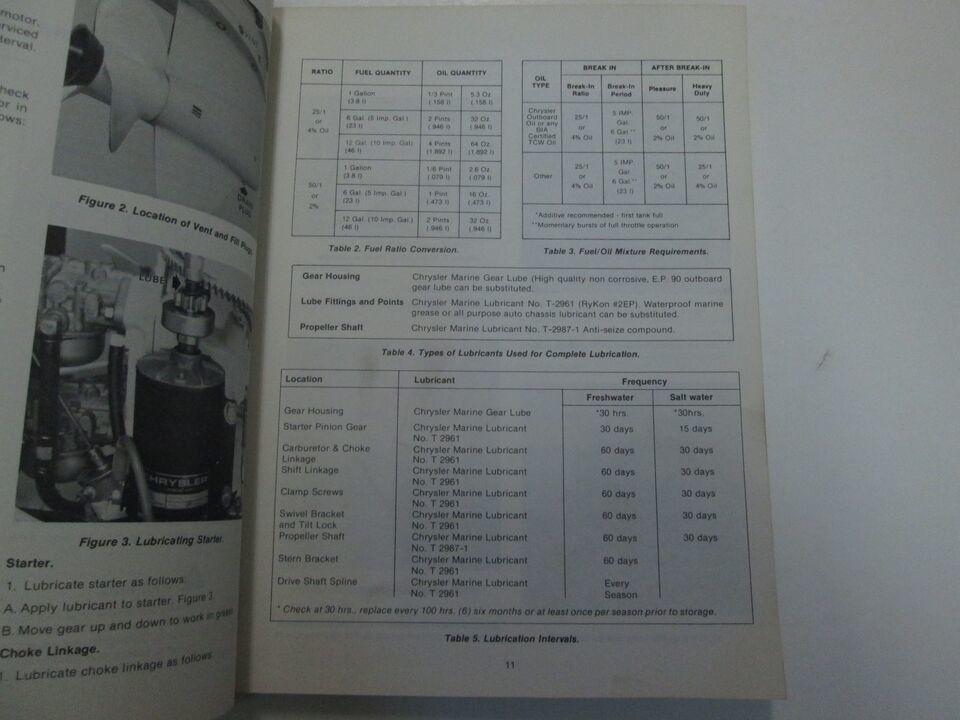 motor.
rviced
terval.
heck
or in
ows:
DRAIN
PLUG
Figure 2. Location of Vent and Fill Plugs.
LUBE
CHRYSLER
Figure 3. Lubricating Starter.
Starter.
1. Lubricate starter as follows:
A. Apply lubricant to starter. Figure 3.
B. Move gear up and down to work in grease.
Choke Linkage.
1. Lubricate choke linkage as follows
RATIO FUEL QUANTITY OIL QUANTITY
25/1
or
4% Oil
1 Gallon 1/3 Pint 5.3 Oz.
(3.8 l) (.158 l) (.158 l)
6 Gal. (5 Imp. Gal.) 2 Pints 32 Oz
(23 l) (.946 l) (.946 l)
12 Gal. (10 Imp. Gal) 4 Pints 64 Oz.
(46 l) (1.892 l) (1.892 l)
50/1
or
2%
1 Gallon 1/6 Pint 2.6 Oz.
(3.8 l) (.079 l) (.079 l)
6 Gal. (5 Imp. Gal.) 1 Pint 16 Oz.
(23 l) (.473 l) (.473 l)
12 Gal. (10 Imp. Gal.) 2 Pints 32 Oz.
(46 l) (.946 l) (.946 l)
Table 2. Fuel Ratio Conversion.
OIL
TYPE
BREAK IN AFTER BREAK-IN
Break-In
Ratio
Break-In
Period
Pleasure
Heavy
Duty
Chrysler
Outboard
Oil or any
BIA
Certified
TCW Oil
25/1
or
4% Oil
5 IMP.
Gal.
6 Gal.**
(23 l)
50/1
or
2% Oil
50/1
or
2% Oil
Other
25/1
or
4% Oil
5 IMP.
Gal
6 Gal.**
(23 l)
50/1
or
2% Oil
25/1
or
4% Oil
*Additive recommended - first tank full
**Momentary bursts of full throttle operation
Table 3. Fuel/Oil Mixture Requirements.
Gear Housing Chrysler Marine Gear Lube (High quality non corrosive, E.P. 90 outboard
gear lube can be substituted.
Lube Fittings and Points Chrysler Marine Lubricant No. T-2961 (RyKon #2EP). Waterproof marine
grease or all purpose auto chassis lubricant can be substituted.
Propeller Shaft Chrysler Marine Lubricant No. T-2987-1 Anti-seize compound.
Table 4. Types of Lubricants Used for Complete Lubrication.
Location Lubricant Frequency
Freshwater Salt water
Gear Housing Chrysler Marine Gear Lube *30 hrs. *30hrs.
Starter Pinion Gear Chrysler Marine Lubricant 30 days 15 days
No. T 2961
Carburetor & Choke Chrysler Marine Lubricant 60 days 30 days
Linkage No. T 2961
Shift Linkage Chrysler Marine Lubricant 60 days 30 days
No. T 2961
Clamp Screws Chrysler Marine Lubricant 60 days 30 days
No. T 2961
Swivel Bracket Chrysler Marine Lubricant 60 days 30 days
and Tilt Lock No. T 2961
Propeller Shaft Chrysler Marine Lubricant 60 days 30 days
No. T 2987-1
Stern Bracket Chrysler Marine Lubricant 60 days
No. T 2961
Drive Shaft Spline Chrysler Marine Lubricant Every
No. T 2961 Season
* Check at 30 hrs., replace every 100 hrs. (6) six months or at least once per season prior to storage.
Table 5. Lubrication Intervals.
11